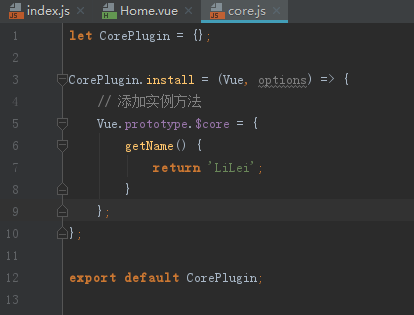 index.js Home.vue core.js
1 let CorePlugin = {};
2
3 CorePlugin.install = (Vue, options) => {
4 // 添加实例方法
5 Vue.prototype.$core = {
6 getName() {
7 return 'LiLei';
8 }
9 };
10 };
11
12 export default CorePlugin;
13